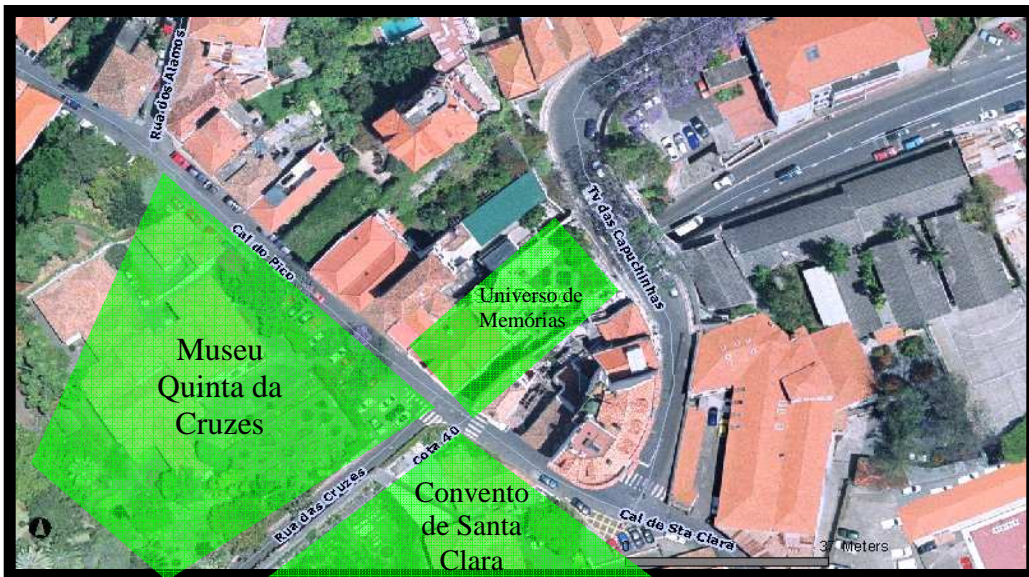 Rua dos Álamos
Cal do Pico
Tv das Capuchinhas
Universo de
Memórias
Museu
Quinta da
Cruzes
Cota 40
Rua das Cruzes
Convento
de Santa
Clara
Cal de Sta Clara
0
37 Meters